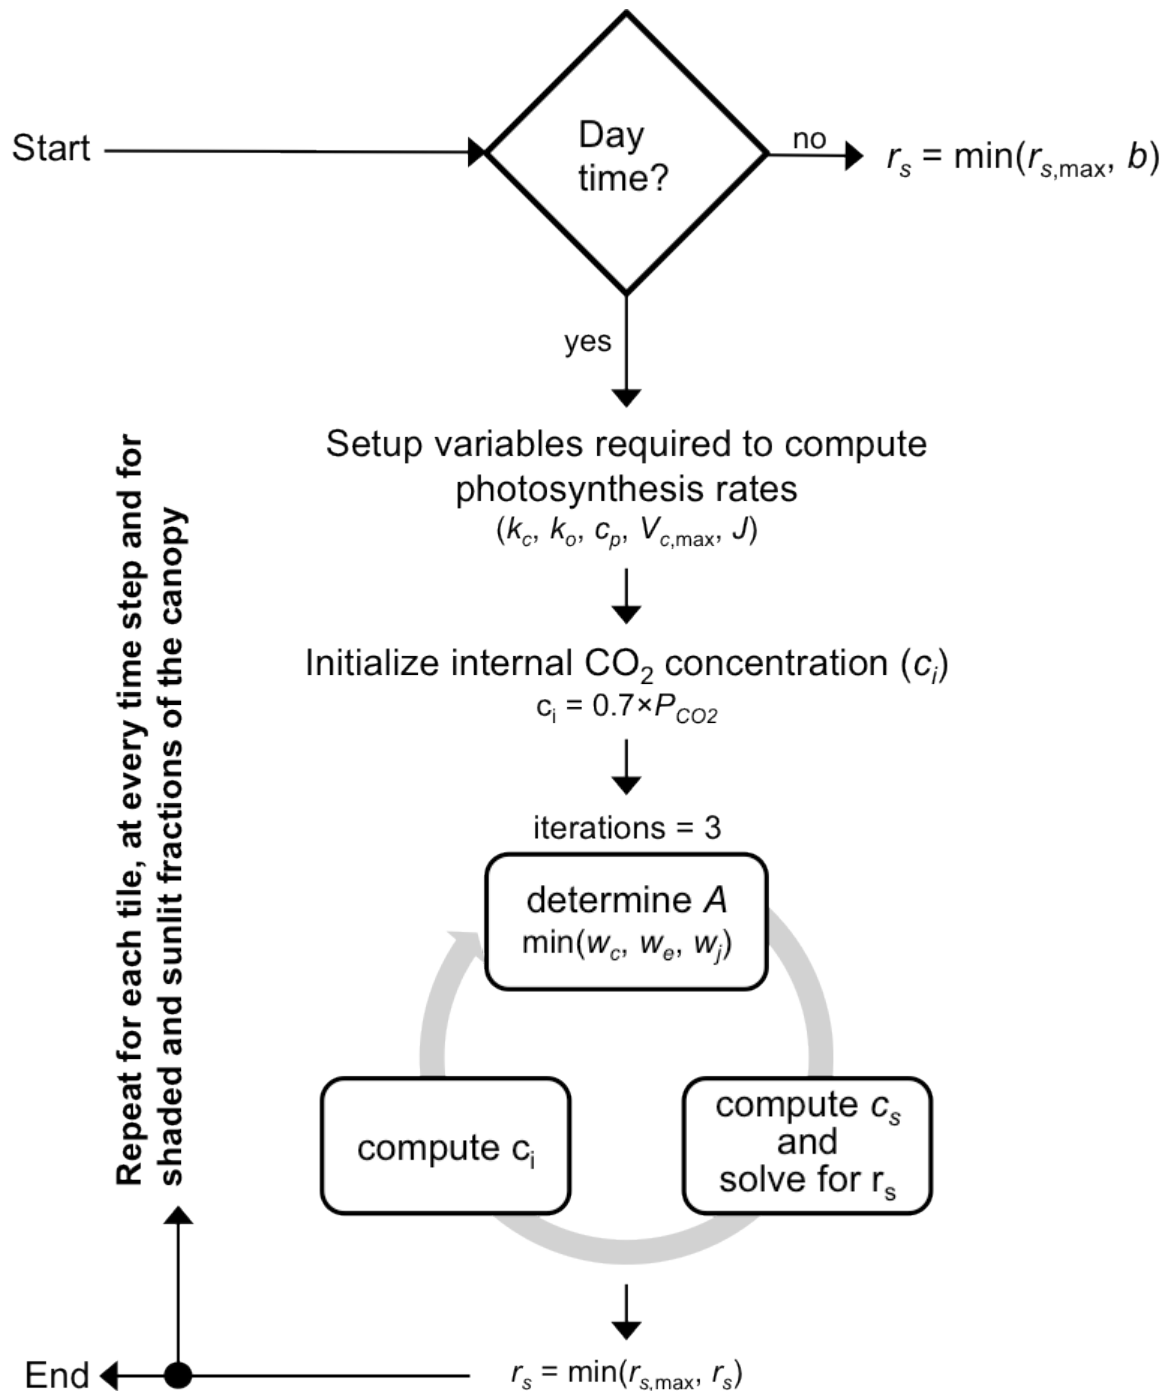 Start
Day
time?
no
r_s = min(r_s,max, b)
yes
Setup variables required to compute
photosynthesis rates
(k_c, k_o, c_p, V_c,max, J)
Initialize internal CO₂ concentration (c_i)
c_i = 0.7×P_CO2
iterations = 3
determine A
min(w_c, w_e, w_j)
compute c_s
and
solve for r_s
compute c_i
r_s = min(r_s,max, r_s)
End
Repeat for each tile, at every time step and for
shaded and sunlit fractions of the canopy